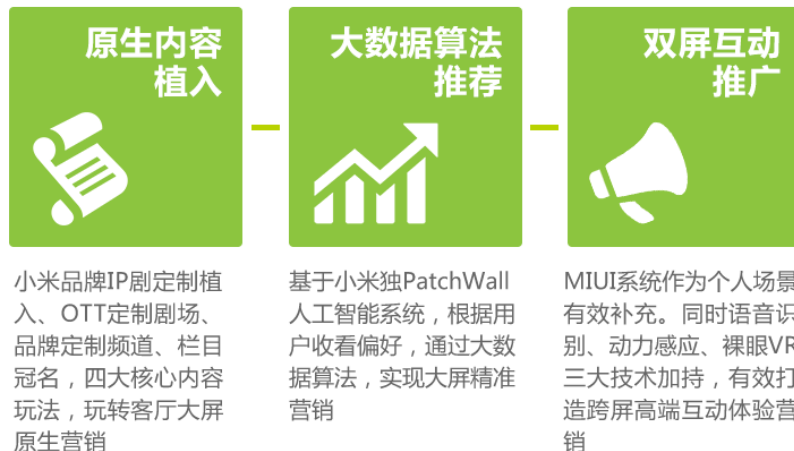 原生内容
植入
大数据算法
推荐
双屏互动
推广
小米品牌IP剧定制植
入、OTT定制剧场、
品牌定制频道、栏目
冠名，四大核心内容
玩法，玩转客厅大屏
原生营销
基于小米独PatchWall
人工智能系统，根据用
户收看偏好，通过大数
据算法，实现大屏精准
营销
MIUI系统作为个人场景
有效补充。同时语音识
别、动力感应、裸眼VR
三大技术加持，有效打
造跨屏高端互动体验营
销